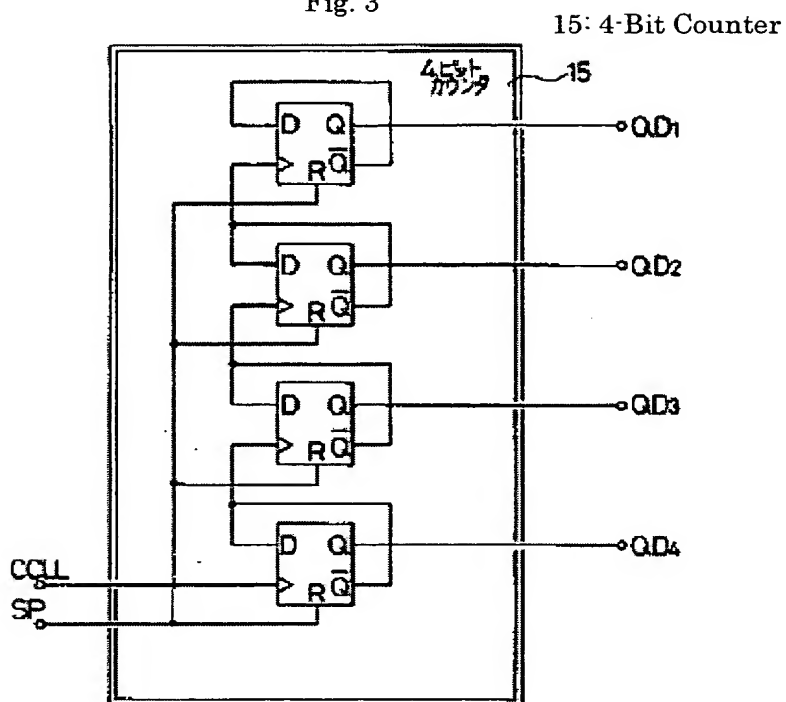 Fig. 3
15: 4-Bit Counter
4ビット
カウンタ
15
D Q
R Q̅
QD1
D Q
R Q̅
QD2
D Q
R Q̅
QD3
D Q
R Q̅
QD4
CCLL
SP